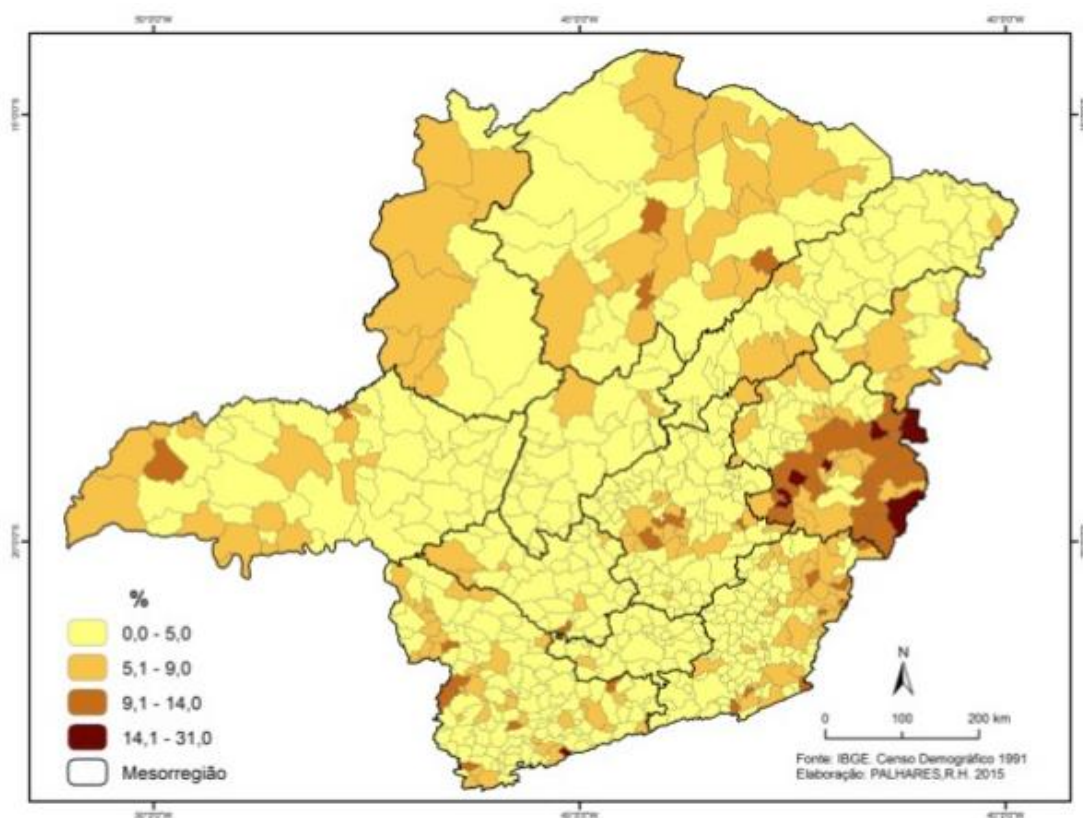 %
0,0 - 5,0
5,1 - 9,0
9,1 - 14,0
14,1 - 31,0
Mesorregião
N
0 100 200 km
Fonte: IBGE. Censo Demográfico 1991
Elaboração: PALHARES,R.H. 2015